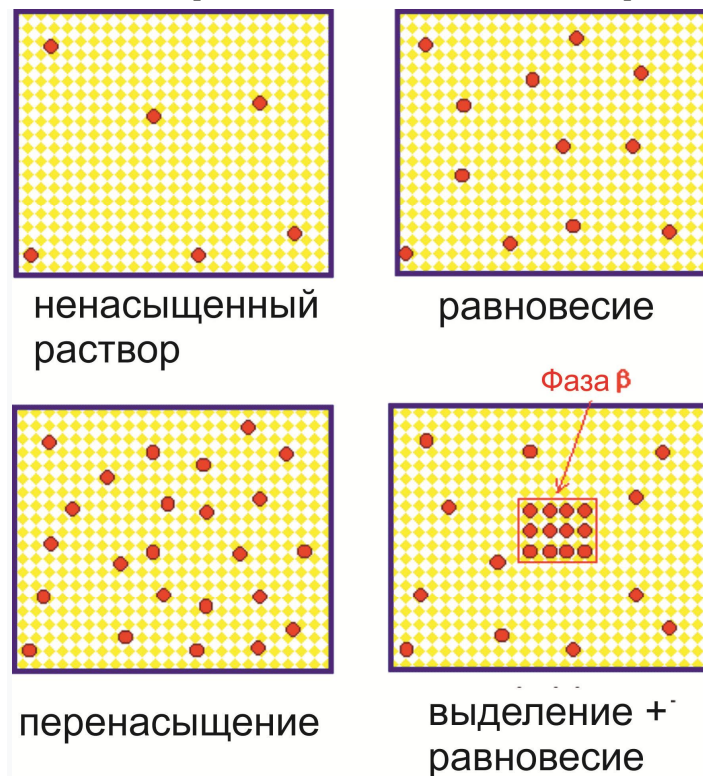 ненасыщенный
раствор
равновесие
Фаза β
перенасыщение
выделение +
равновесие